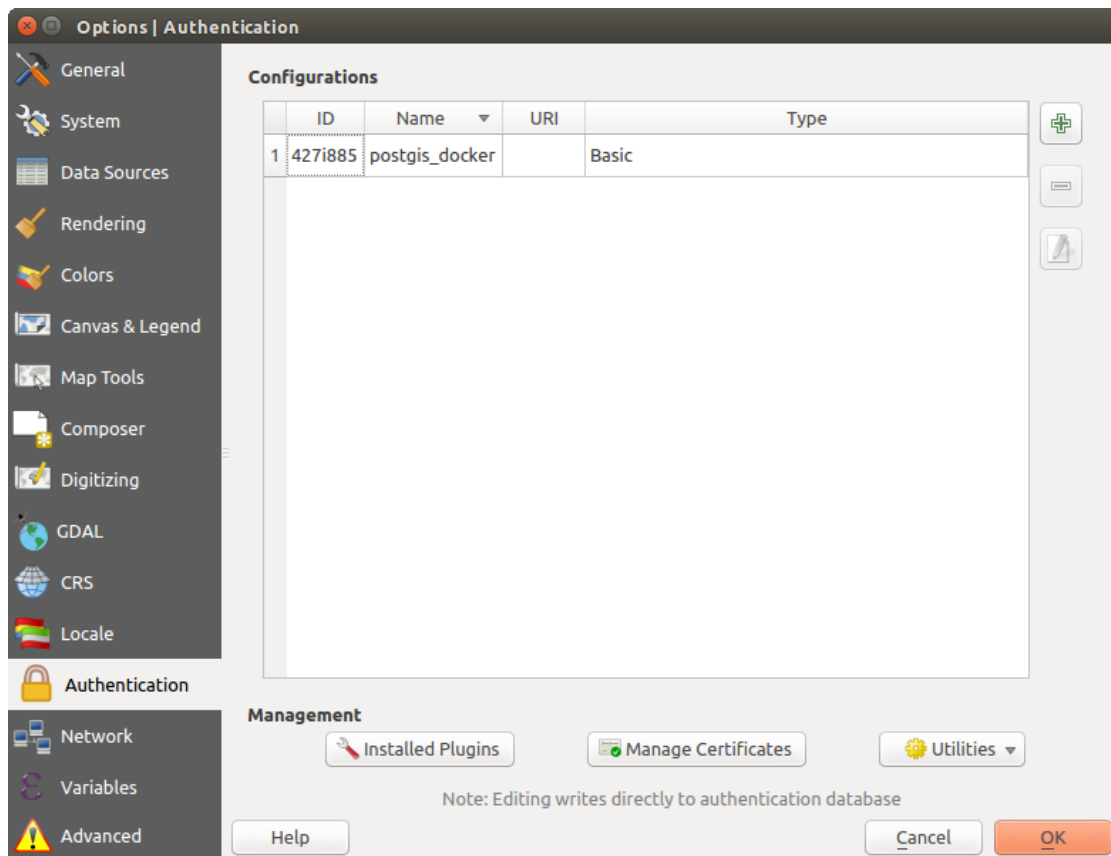 Options | Authentication
General
System
Data Sources
Rendering
Colors
Canvas & Legend
Map Tools
Composer
Digitizing
GDAL
CRS
Locale
Authentication
Network
Variables
Advanced
Configurations
ID Name URI Type
1 427i885 postgis_docker Basic
Management
Installed Plugins Manage Certificates Utilities
Note: Editing writes directly to authentication database
Help Cancel OK